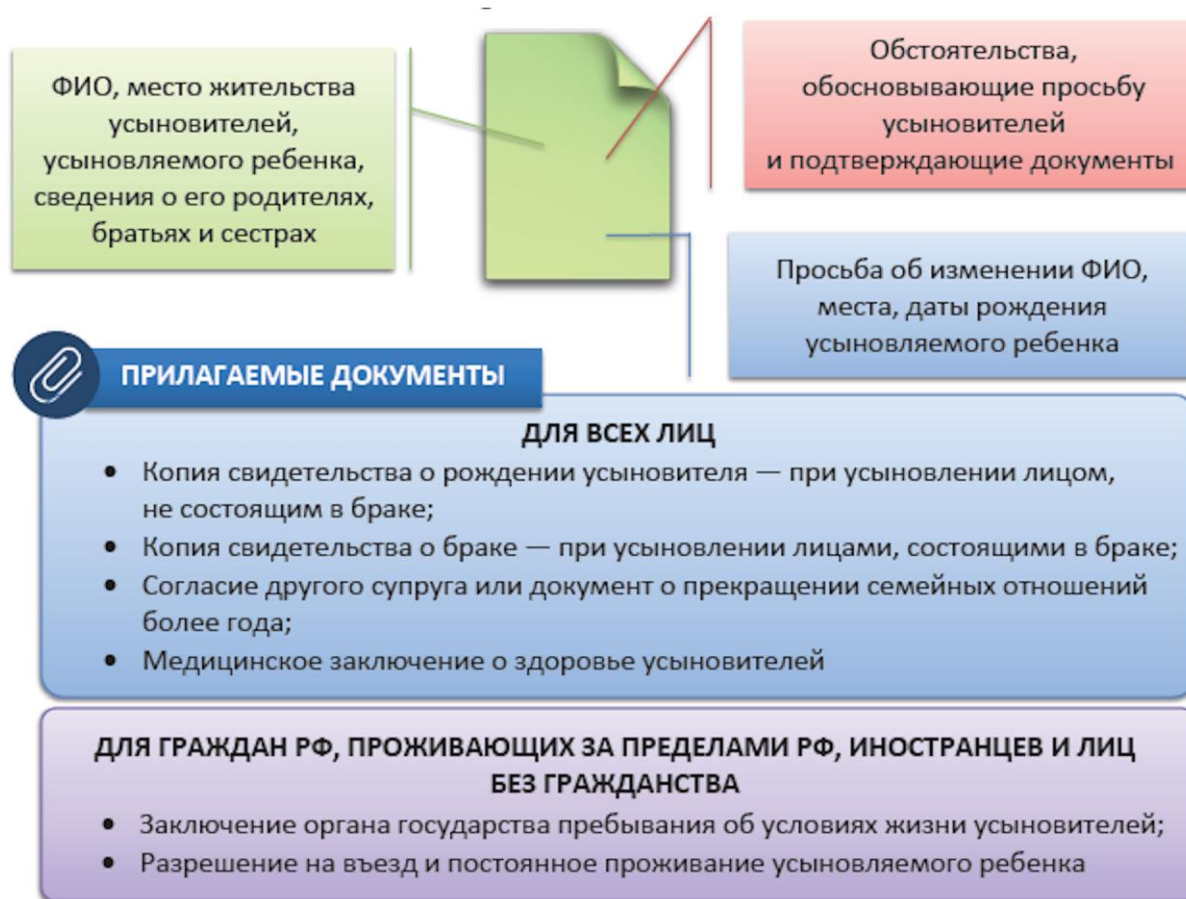 ФИО, место жительства
усыновителей,
усыновляемого ребенка,
сведения о его родителях,
братьях и сестрах
Обстоятельства,
обосновывающие просьбу
усыновителей
и подтверждающие документы
Просьба об изменении ФИО,
места, даты рождения
усыновляемого ребенка
ПРИЛАГАЕМЫЕ ДОКУМЕНТЫ
ДЛЯ ВСЕХ ЛИЦ
• Копия свидетельства о рождении усыновителя — при усыновлении лицом,
не состоящим в браке;
• Копия свидетельства о браке — при усыновлении лицами, состоящими в браке;
• Согласие другого супруга или документ о прекращении семейных отношений
более года;
• Медицинское заключение о здоровье усыновителей
ДЛЯ ГРАЖДАН РФ, ПРОЖИВАЮЩИХ ЗА ПРЕДЕЛАМИ РФ, ИНОСТРАНЦЕВ И ЛИЦ
БЕЗ ГРАЖДАНСТВА
• Заключение органа государства пребывания об условиях жизни усыновителей;
• Разрешение на въезд и постоянное проживание усыновляемого ребенка